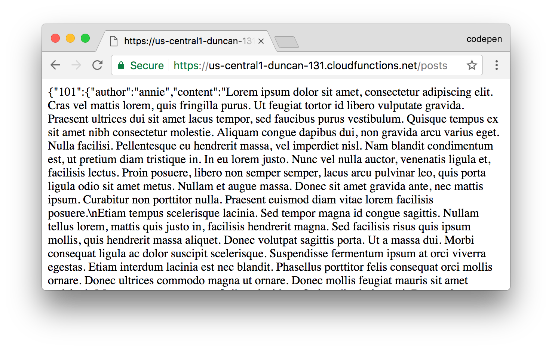 https://us-central1-duncan-13
codepen
Secure https://us-central1-duncan-131.cloudfunctions.net/posts
{"101":{"author":"annie","content":"Lorem ipsum dolor sit amet, consectetur adipiscing elit.
Cras vel mattis lorem, quis fringilla purus. Ut feugiat tortor id libero vulputate gravida.
Praesent ultrices dui sit amet lacus tempor, sed faucibus purus vestibulum. Quisque tempus ex
sit amet nibh consectetur molestie. Aliquam congue dapibus dui, non gravida arcu varius eget.
Nulla facilisi. Pellentesque eu hendrerit massa, vel imperdiet nisl. Nam blandit condimentum
est, ut pretium diam tristique in. In eu lorem justo. Nunc vel nulla auctor, venenatis ligula et,
facilisis lectus. Proin posuere, libero non semper semper, lacus arcu pulvinar leo, quis porta
ligula odio sit amet metus. Nullam et augue massa. Donec sit amet gravida ante, nec mattis
ipsum. Curabitur non porttitor nulla. Praesent euismod diam vitae lorem facilisis
posuere.\nEtiam tempus scelerisque lacinia. Sed tempor magna id congue sagittis. Nullam
tellus lorem, mattis quis justo in, facilisis hendrerit magna. Sed facilisis risus quis ipsum
mollis, quis hendrerit massa aliquet. Donec volutpat sagittis porta. Ut a massa dui. Morbi
consequat ligula ac dolor suscipit scelerisque. Suspendisse fermentum ipsum at orci viverra
egestas. Etiam interdum lacinia est nec blandit. Phasellus porttitor felis consequat orci mollis
ornare. Donec ultrices commodo magna ut ornare. Donec mollis feugiat mauris sit amet